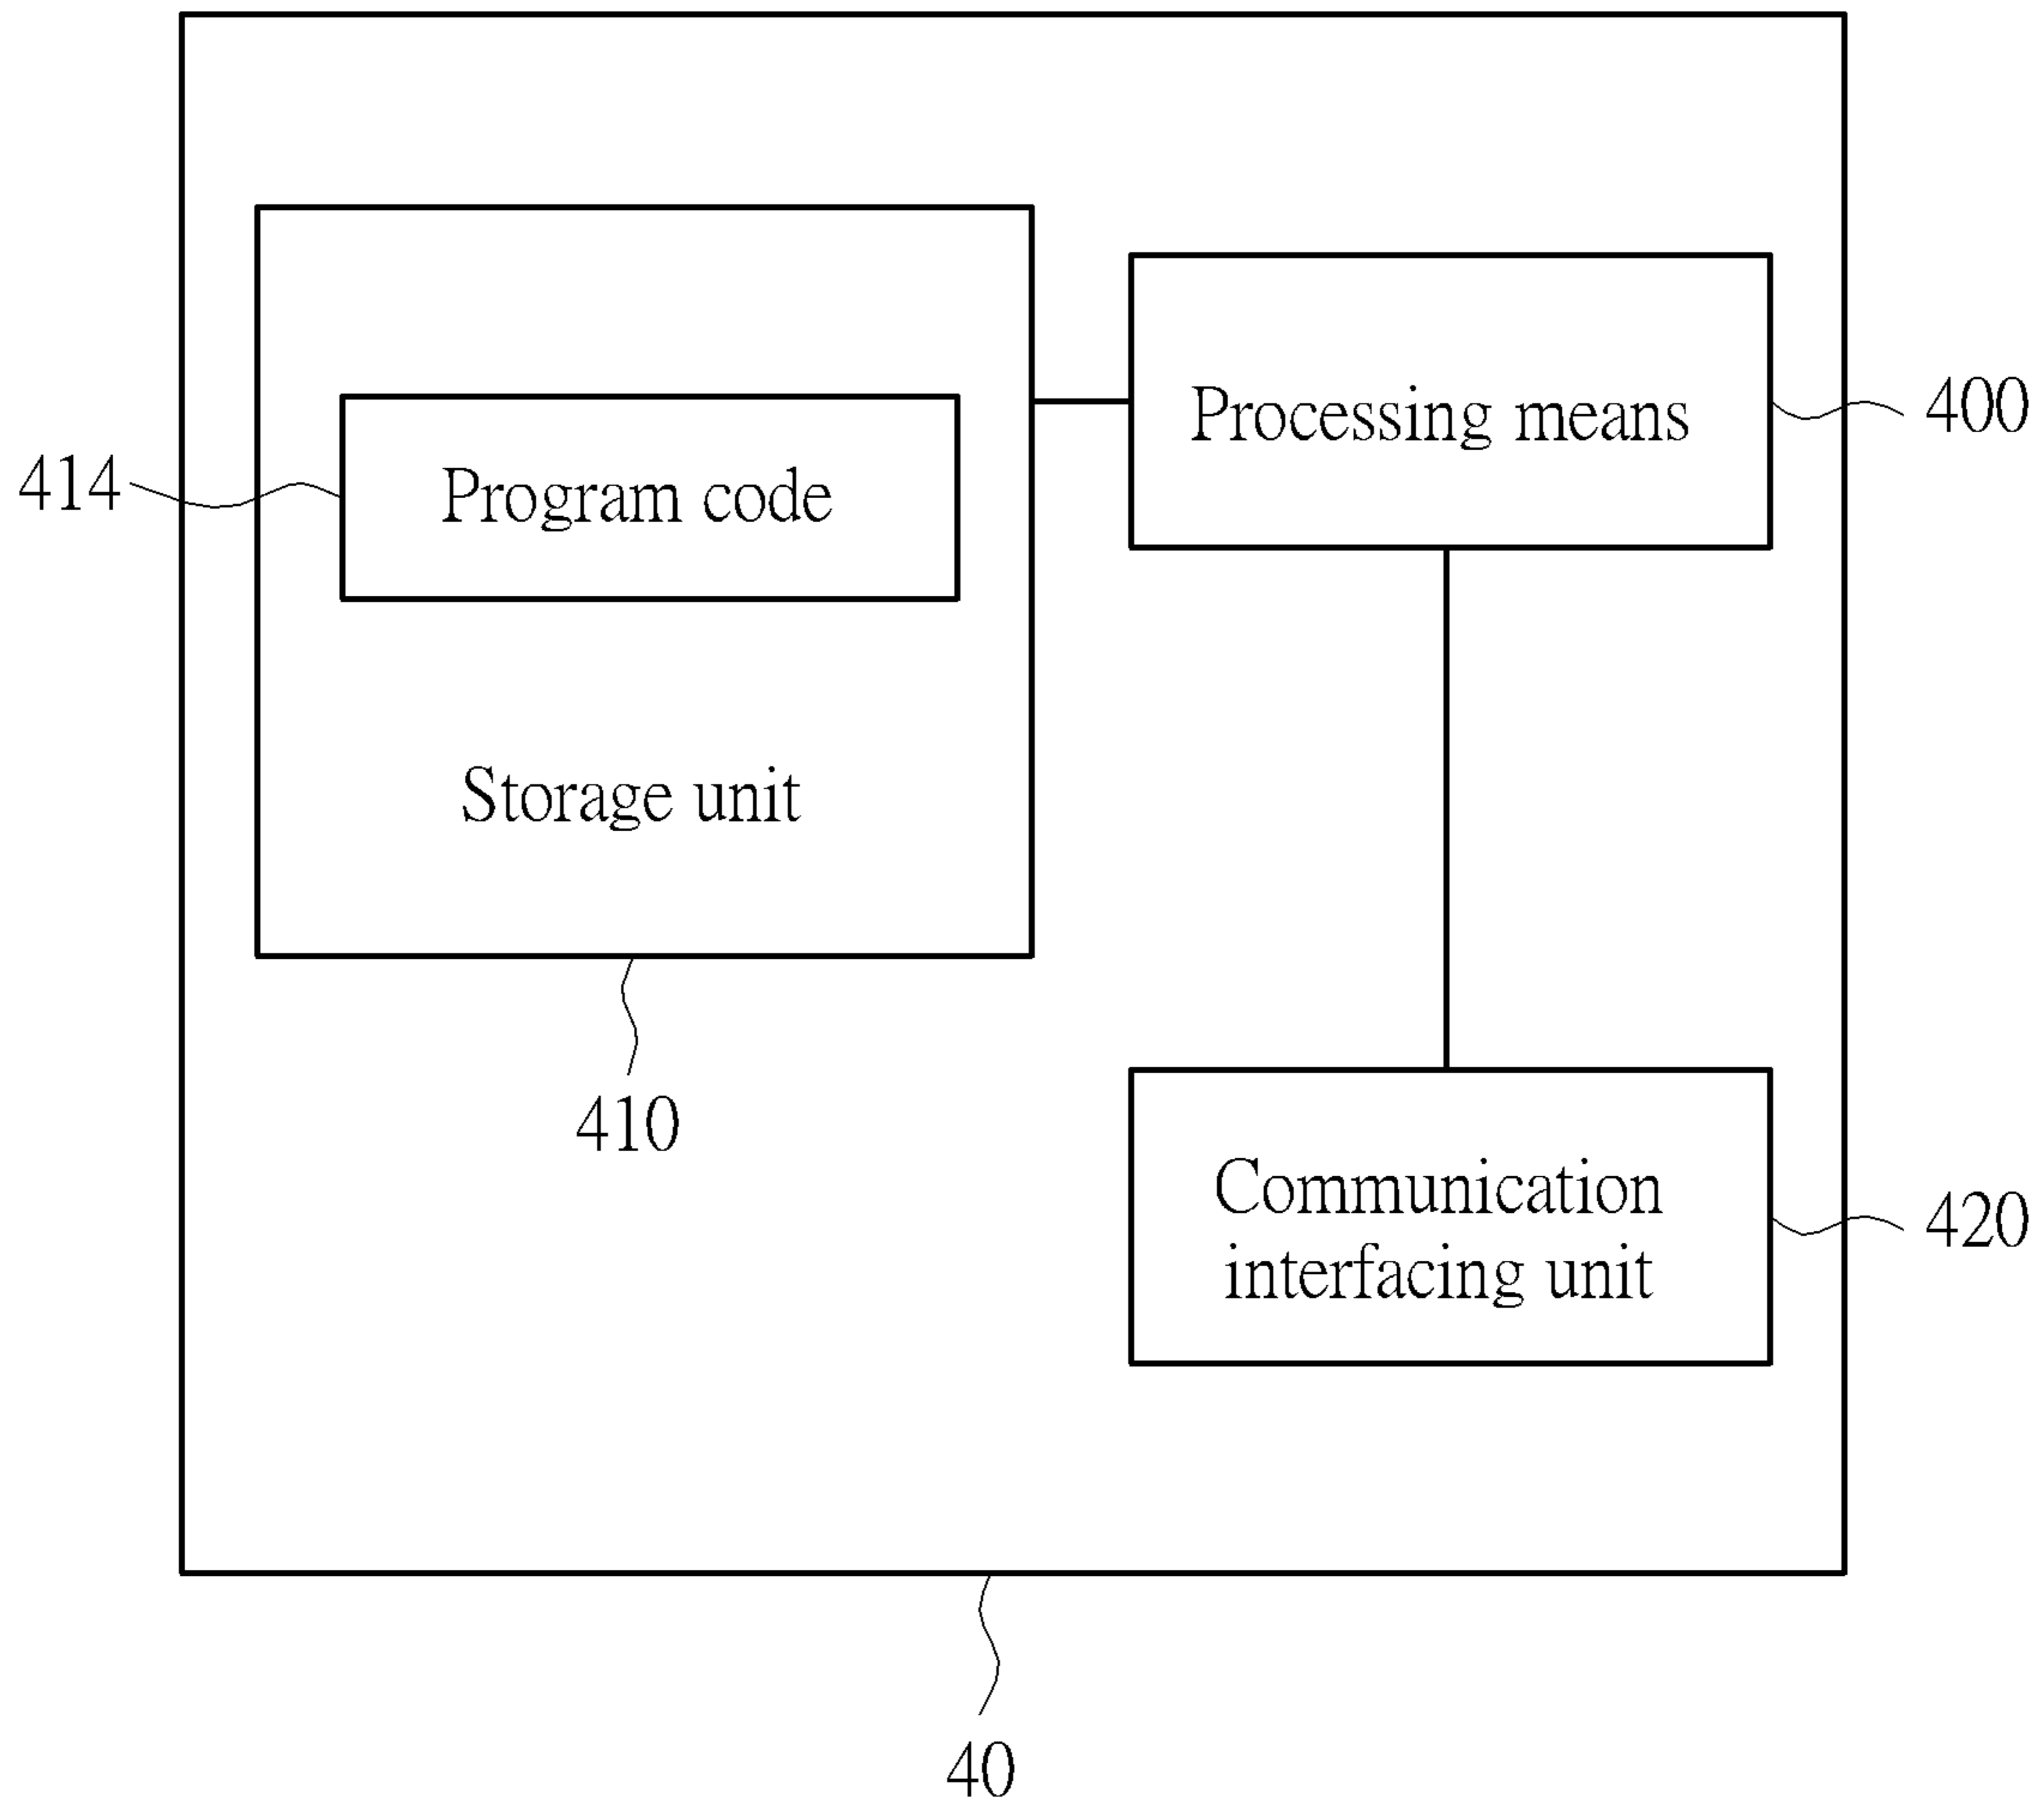 Processing means
400
414
Program code
Storage unit
410
Communication
interfacing unit
420
40